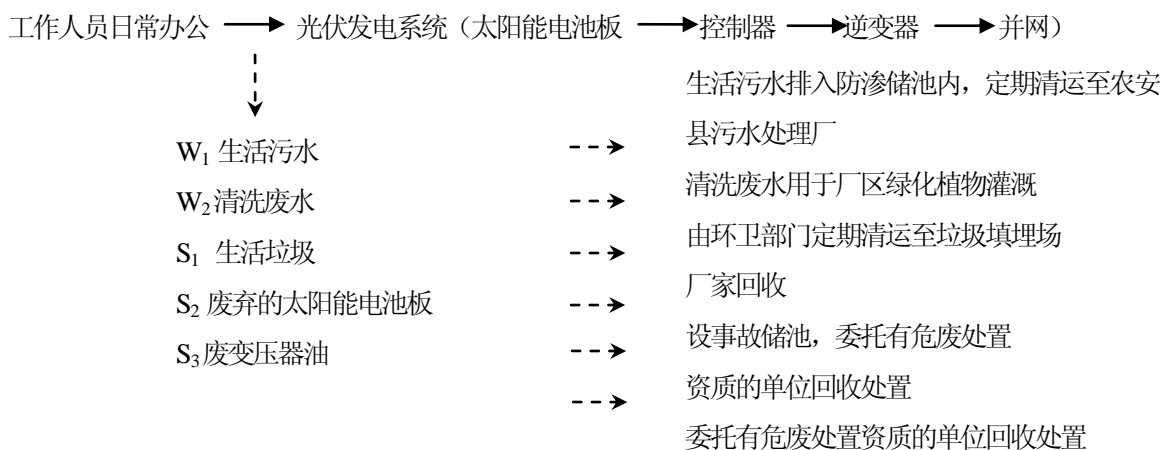 工作人员日常办公 光伏发电系统（太阳能电池板 控制器 逆变器 并网）
生活污水排入防渗储池内，定期清运至农安
县污水处理厂
W₁ 生活污水
清洗废水用于厂区绿化植物灌溉
W₂清洗废水
由环卫部门定期清运至垃圾填埋场
S₁ 生活垃圾
厂家回收
S₂ 废弃的太阳能电池板
设事故储池，委托有危废处置
S₃废变压器油
资质的单位回收处置
委托有危废处置资质的单位回收处置